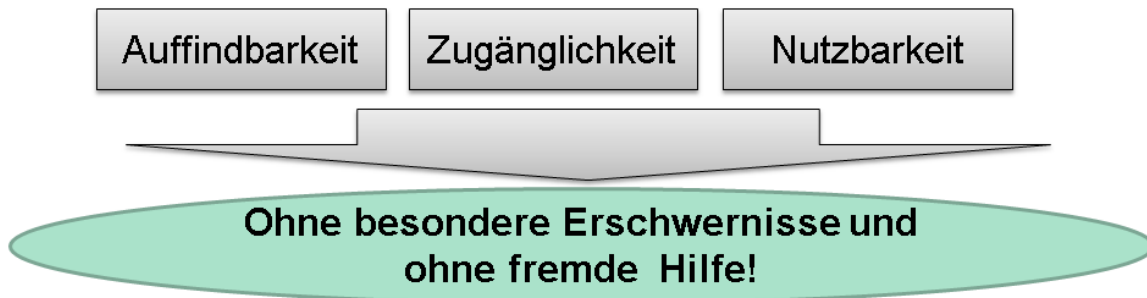 Auffindbarkeit Zugänglichkeit Nutzbarkeit
Ohne besondere Erschwernisse und
ohne fremde Hilfe!